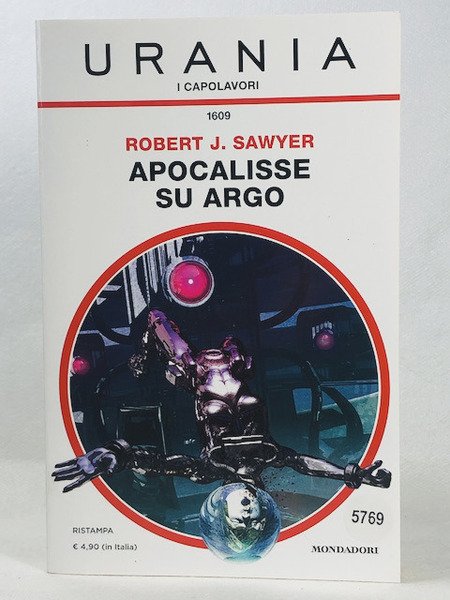 URANIA
I CAPOLAVORI
1609
ROBERT J. SAWYER
APOCALISSE
SU ARGO
5769
RISTAMPA
€ 4,90 (in Italia)
MONDADORI